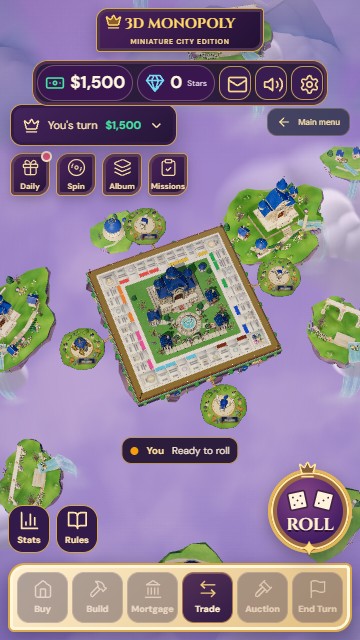 3D MONOPOLY
MINIATURE CITY EDITION
$1,500
0 Stars
You's turn $1,500
Main menu
Daily
Spin
Album
Missions
You Ready to roll
ROLL
Stats
Rules
Buy
Build
Mortgage
Trade
Auction
End Turn